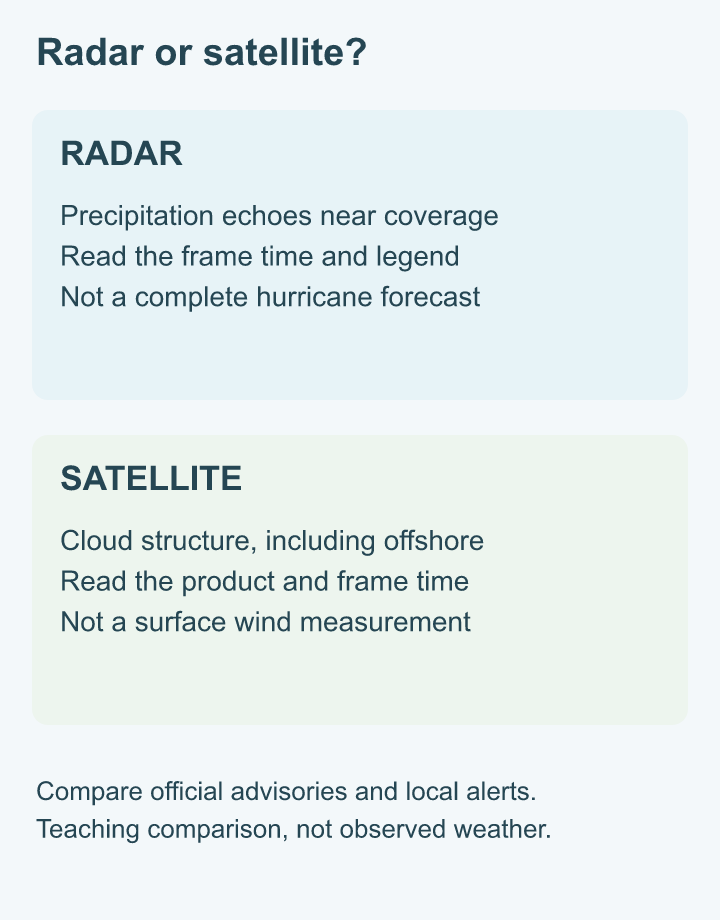 Radar or satellite?
RADAR
Precipitation echoes near coverage
Read the frame time and legend
Not a complete hurricane forecast
SATELLITE
Cloud structure, including offshore
Read the product and frame time
Not a surface wind measurement
Compare official advisories and local alerts.
Teaching comparison, not observed weather.